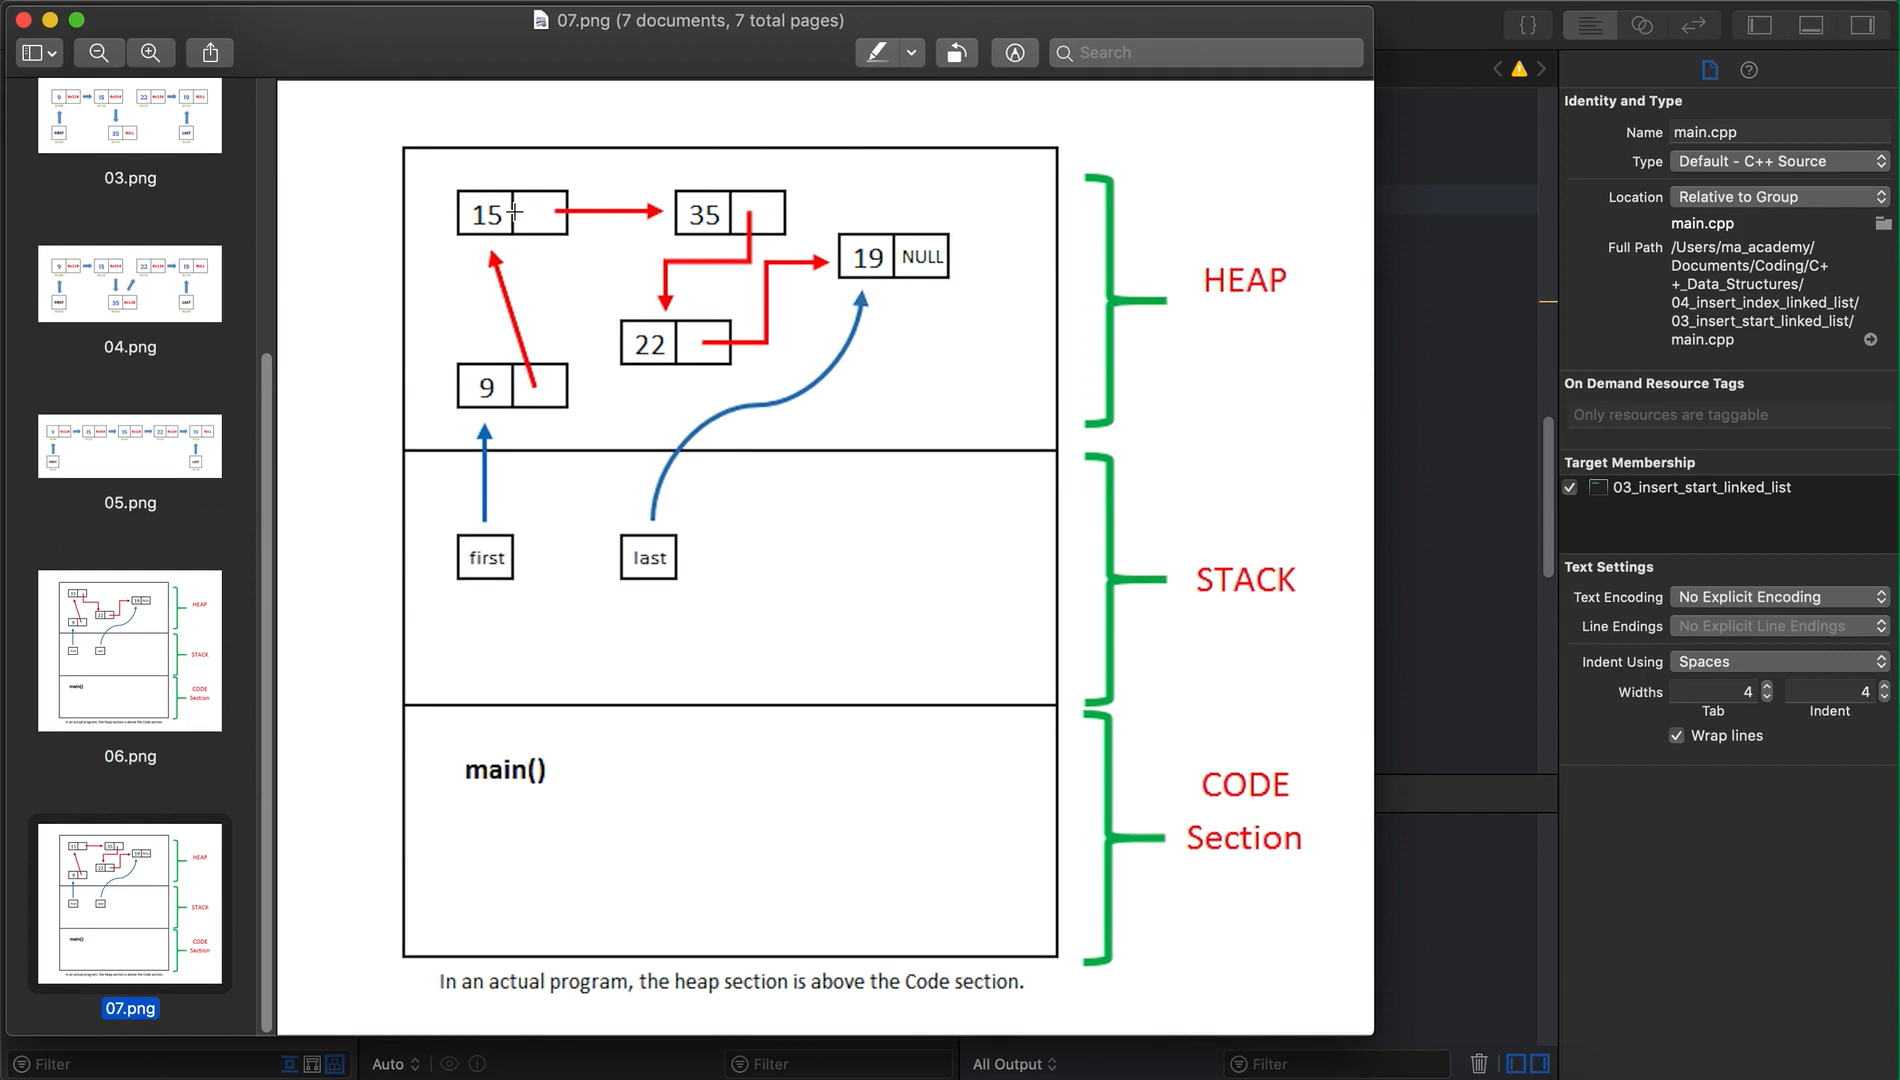 07.png (7 documents, 7 total pages)
Search
03.png
04.png
05.png
06.png
07.png
15
35
19 NULL
22
9
first
last
main()
HEAP
STACK
CODE
Section
In an actual program, the heap section is above the Code section.
Identity and Type
Name main.cpp
Type Default - C++ Source
Location Relative to Group
main.cpp
Full Path /Users/ma_academy/
Documents/Coding/C+
+_Data_Structures/
04_insert_index_linked_list/
03_insert_start_linked_list/
main.cpp
On Demand Resource Tags
Only resources are taggable
Target Membership
03_insert_start_linked_list
Text Settings
Text Encoding No Explicit Encoding
Line Endings No Explicit Line Endings
Indent Using Spaces
Widths 4 4
Tab Indent
Wrap lines
Filter
Auto
Filter
All Output
Filter